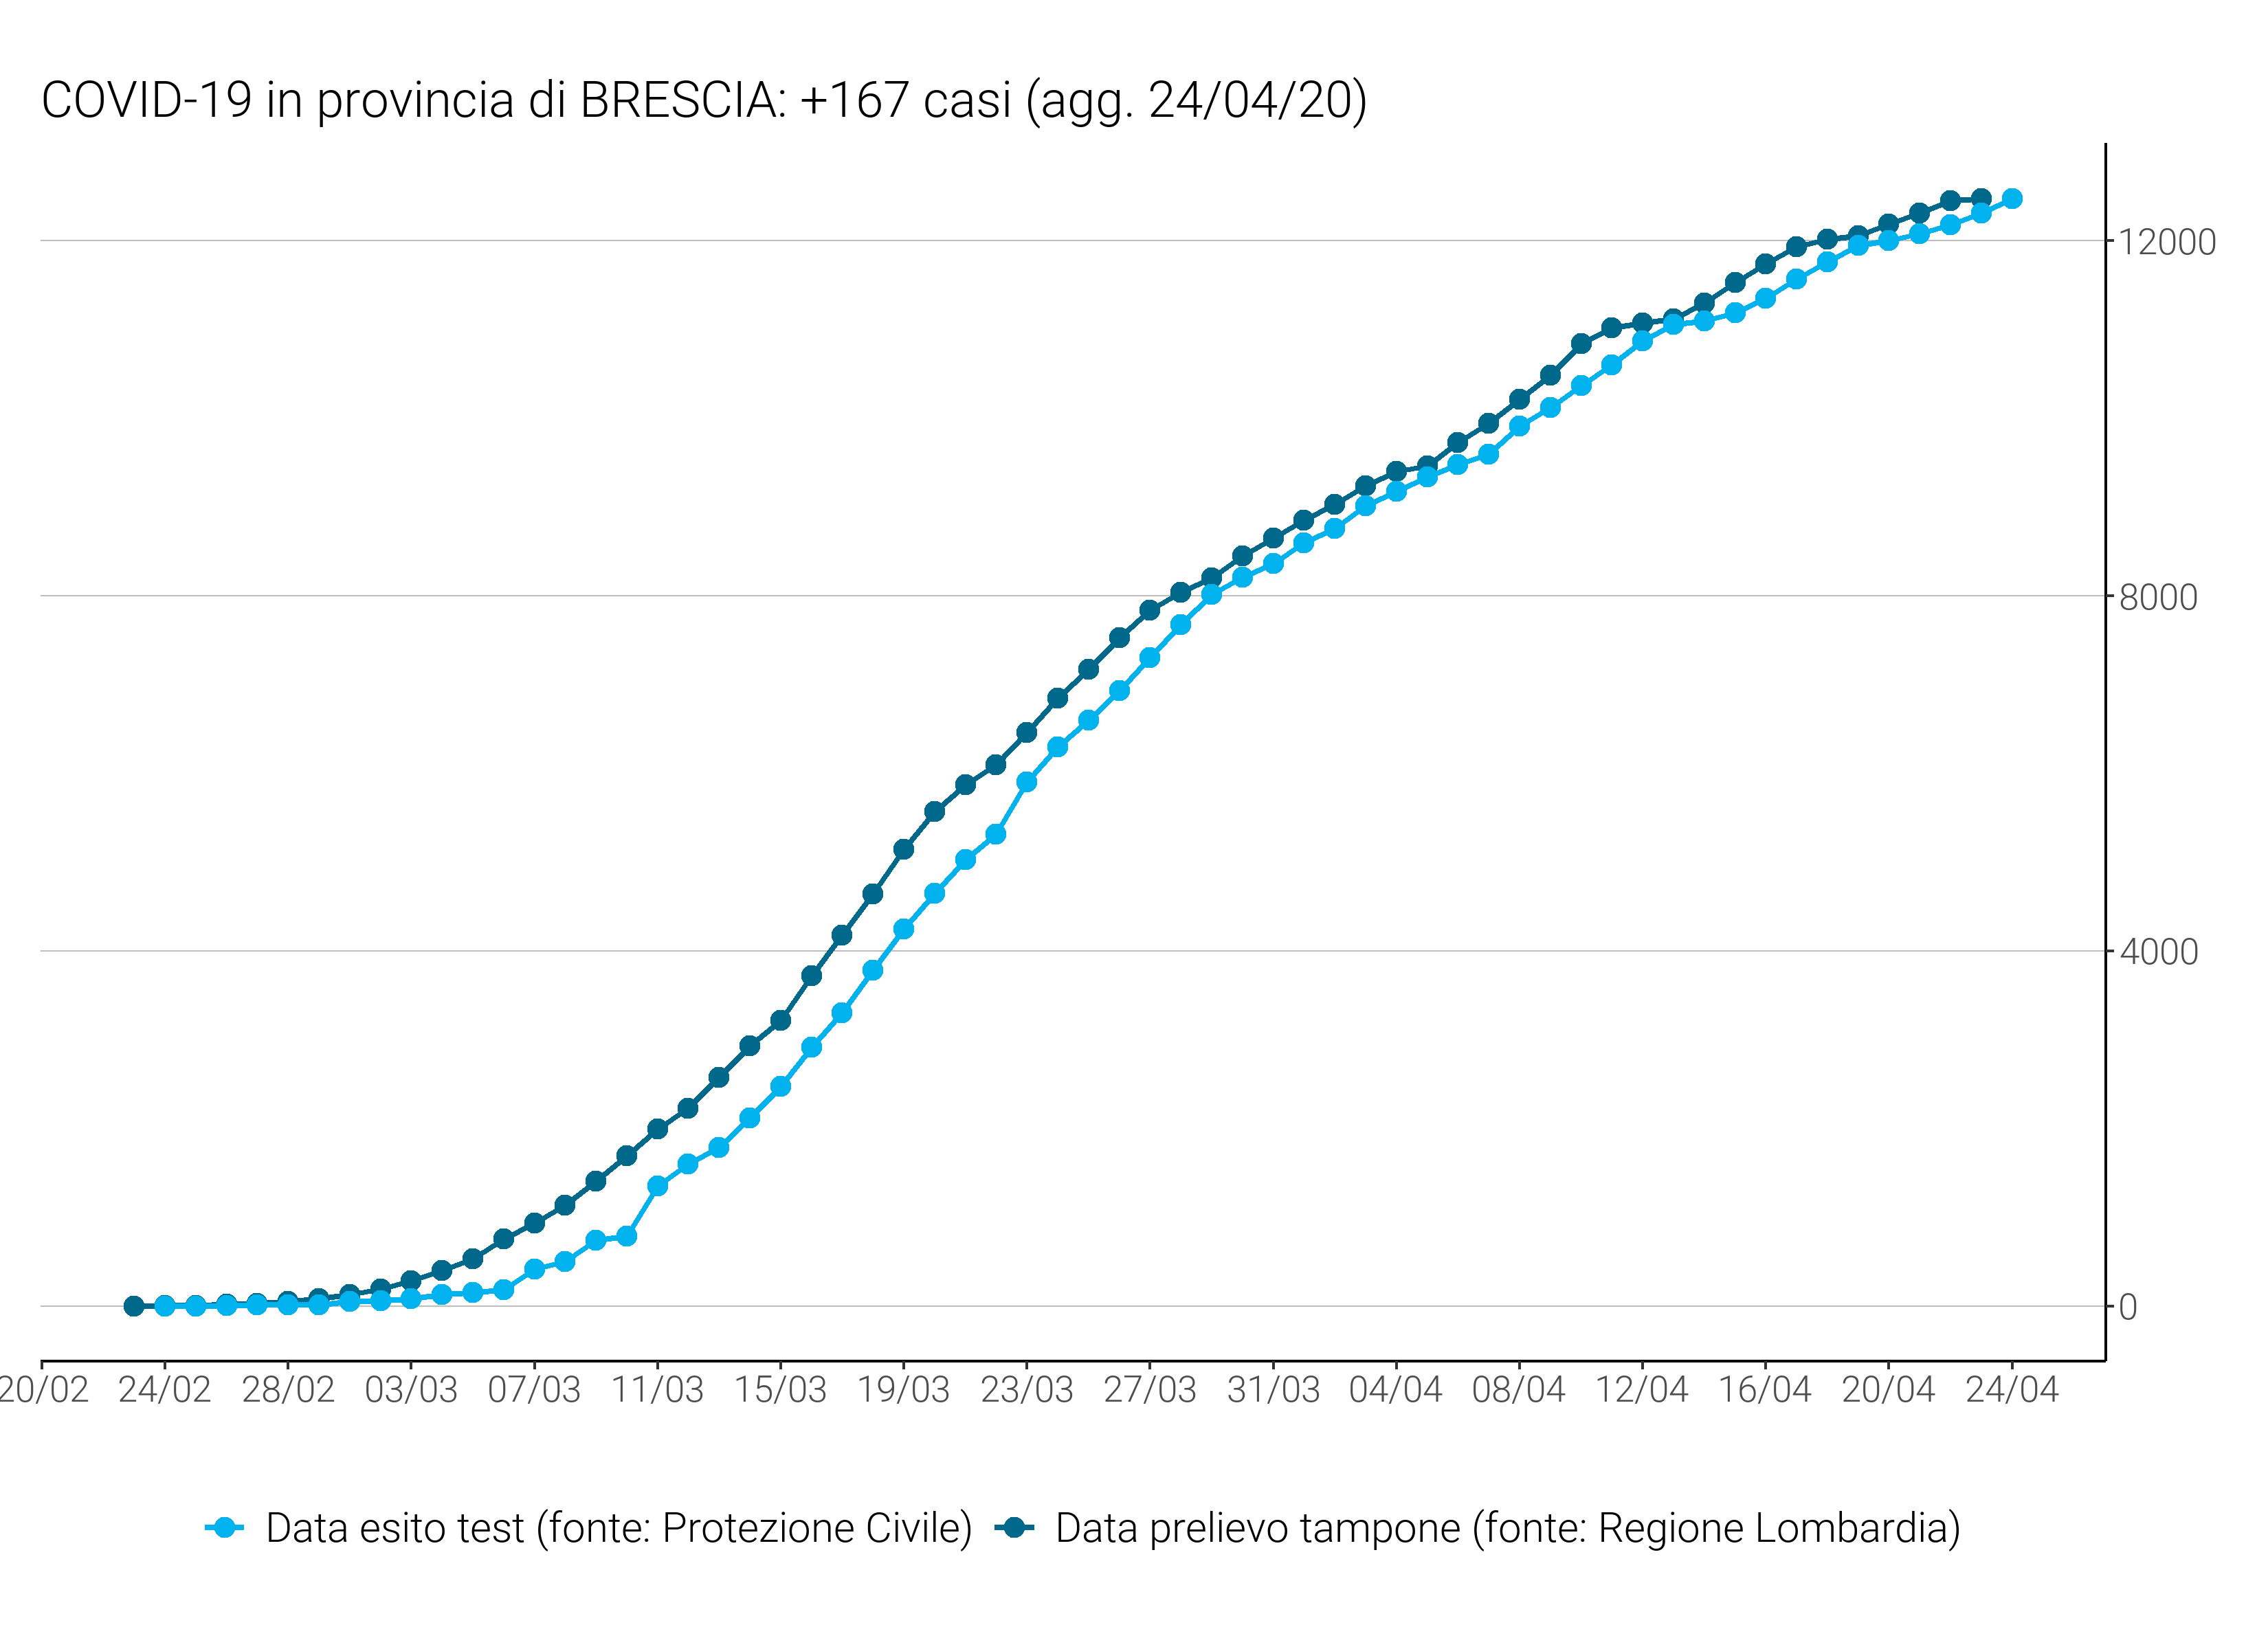 COVID-19 in provincia di BRESCIA: +167 casi (agg. 24/04/20)
12000
8000
4000
0
20/02 24/02 28/02 03/03 07/03 11/03 15/03 19/03 23/03 27/03 31/03 04/04 08/04 12/04 16/04 20/04 24/04
Data esito test (fonte: Protezione Civile) Data prelievo tampone (fonte: Regione Lombardia)